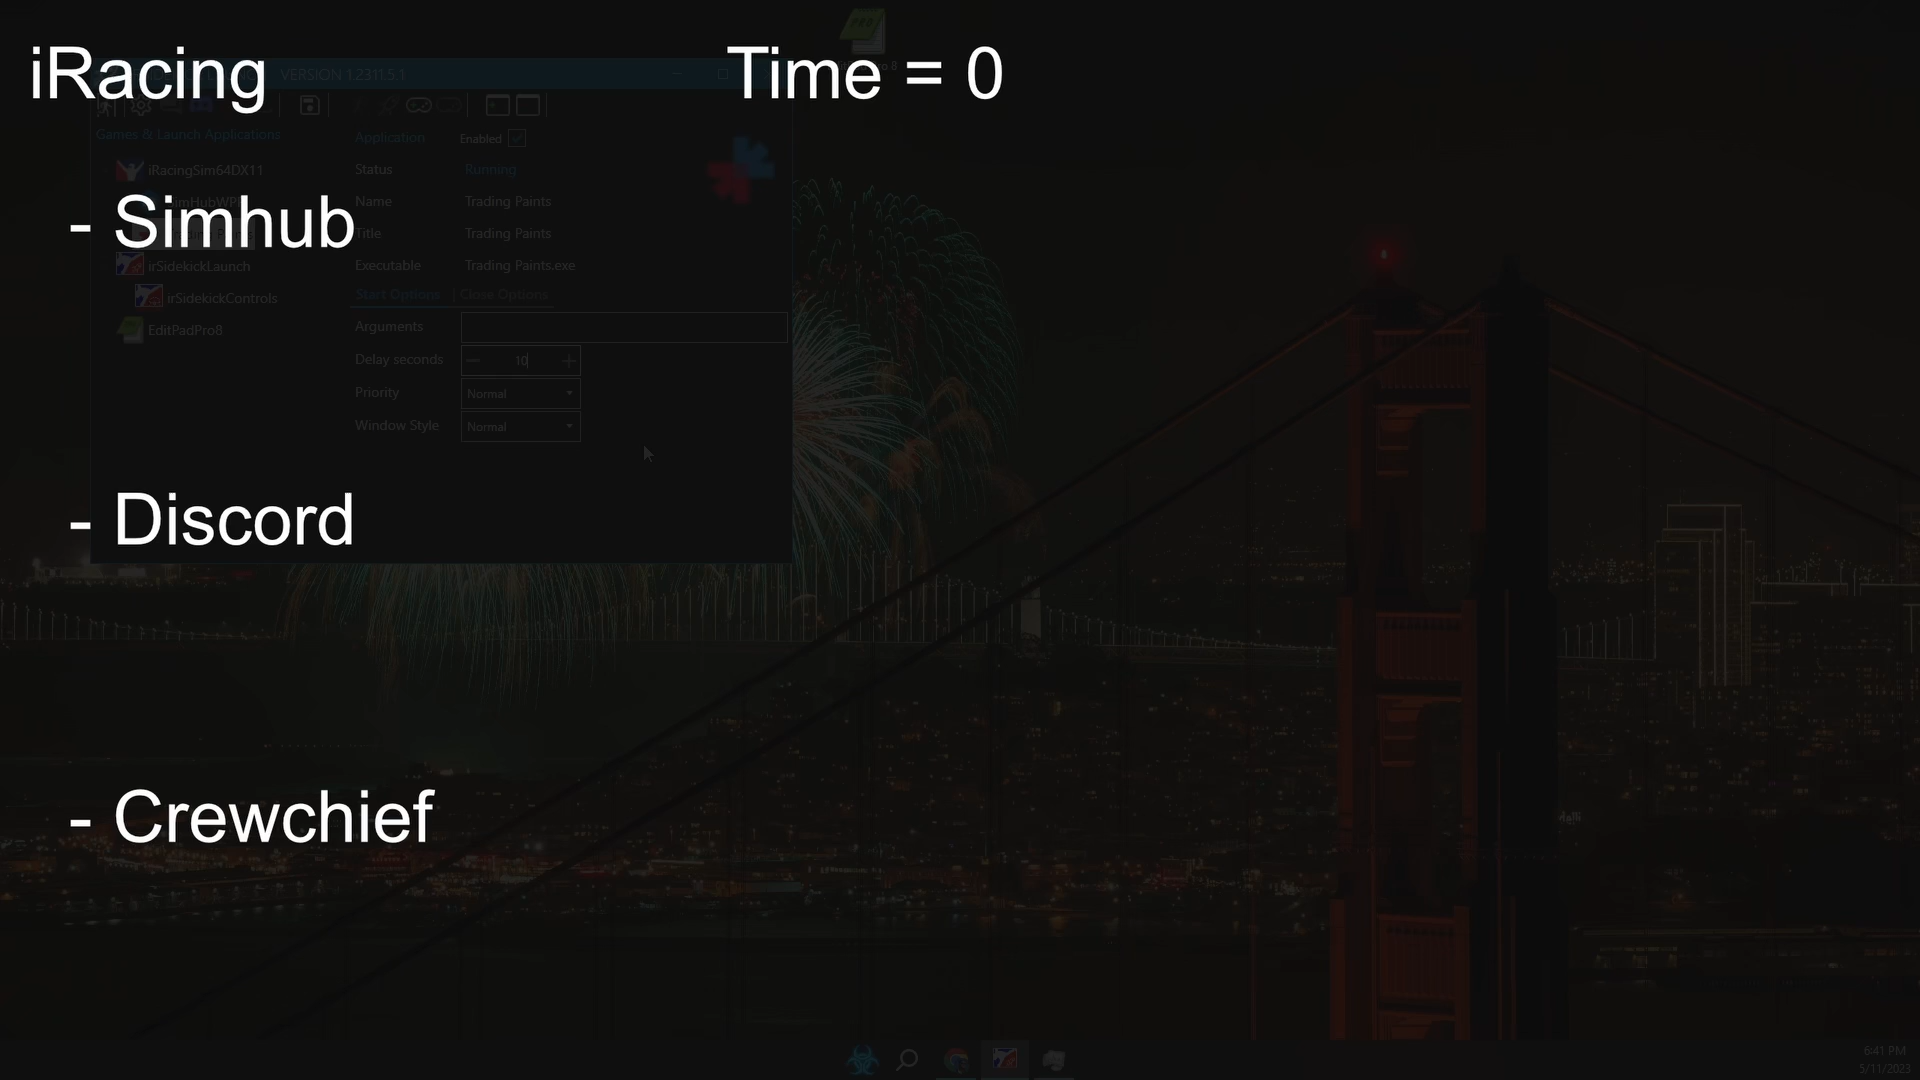 iRacing
Time = 0
VERSION 1.2311.5.1
Games & Launch Applications
Application
Enabled
iRacingSim64DX11
Status
Running
Name
Trading Paints
- Simhub
Title
Trading Paints
irSidekickLaunch
Executable
Trading Paints.exe
irSidekickControls
Start Options
Close Options
EditPadPro8
Arguments
Delay seconds
10
Priority
Normal
Window Style
Normal
- Discord
- Crewchief
6:41 PM
5/11/2023